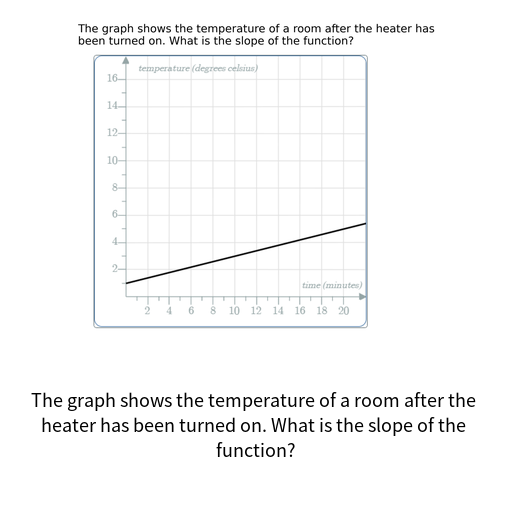 The graph shows the temperature of a room after the heater has
been turned on. What is the slope of the function?
temperature (degrees celsius)
16
14
12
10
8
6
4
2
time (minutes)
2 4 6 8 10 12 14 16 18 20
The graph shows the temperature of a room after the
heater has been turned on. What is the slope of the
function?